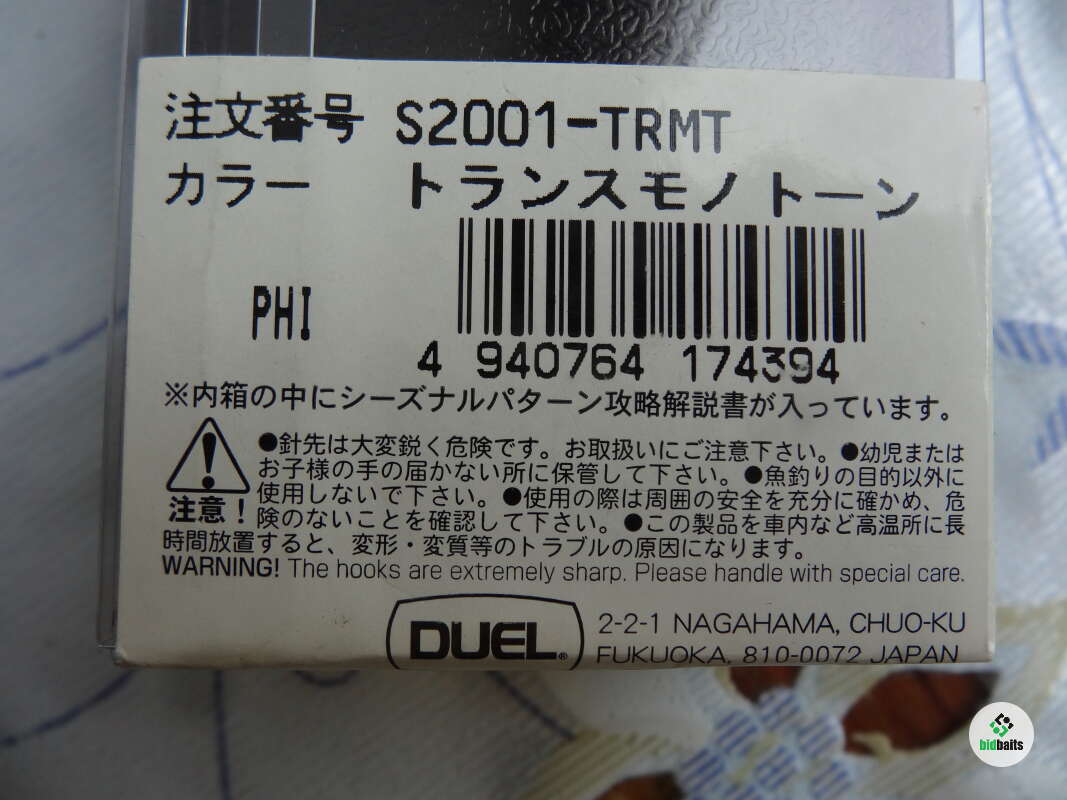 注文番号 S2001-TRMT
カラー トランスモノトーン
PHI
4 940764 174394
※内箱の中にシーズナルパターン攻略解説書が入っています。
●針先は大変鋭く危険です。お取扱いにご注意下さい。●幼児または
お子様の手の届かない所に保管して下さい。●魚釣りの目的以外に
使用しないで下さい。●使用の際は周囲の安全を充分に確かめ、危
注意！険のないことを確認して下さい。●この製品を車内など高温所に長
時間放置すると、変形・変質等のトラブルの原因になります。
WARNING! The hooks are extremely sharp. Please handle with special care.
DUEL® 2-2-1 NAGAHAMA, CHUO-KU
FUKUOKA, 810-0072 JAPAN
bidbaits